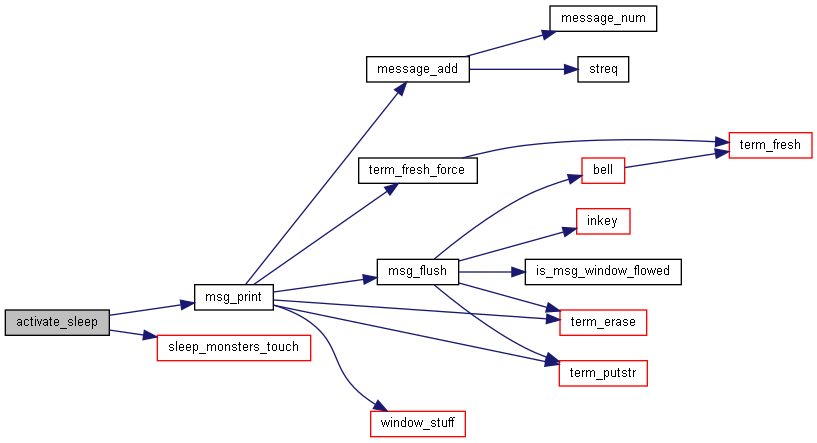 message_num
message_add
streq
term_fresh
term_fresh_force
bell
inkey
msg_flush
is_msg_window_flowed
msg_print
activate_sleep
term_erase
sleep_monsters_touch
term_putstr
window_stuff